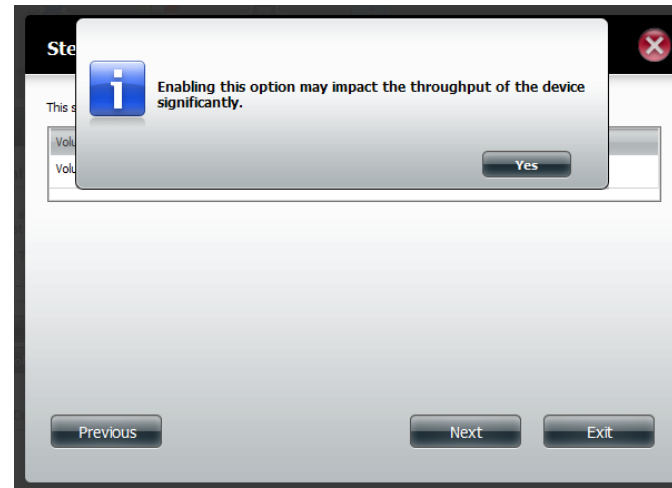 Ste
Enabling this option may impact the throughput of the device
significantly.
This s
Volu
Yes
Volu
Previous
Next
Exit